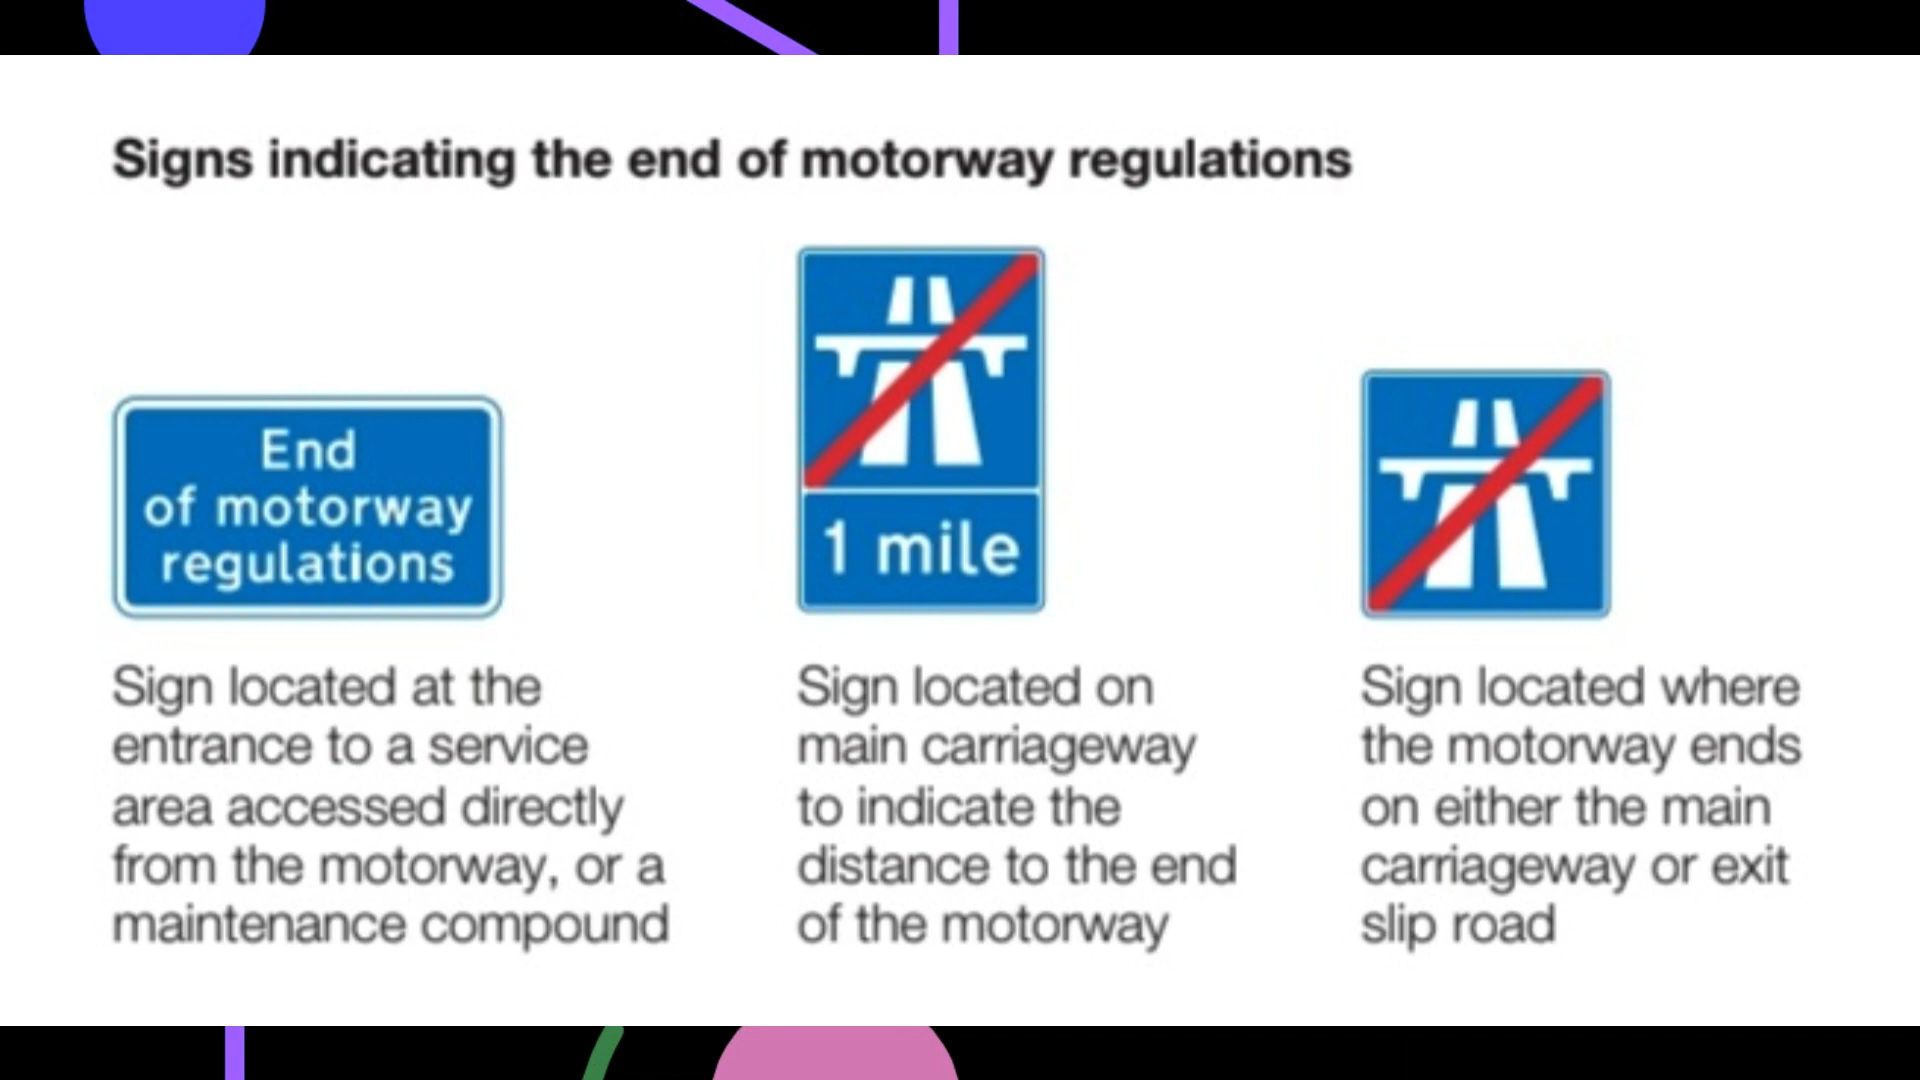 Signs indicating the end of motorway regulations
End
of motorway
regulations
Sign located at the
entrance to a service
area accessed directly
from the motorway, or a
maintenance compound
1 mile
Sign located on
main carriageway
to indicate the
distance to the end
of the motorway
Sign located where
the motorway ends
on either the main
carriageway or exit
slip road